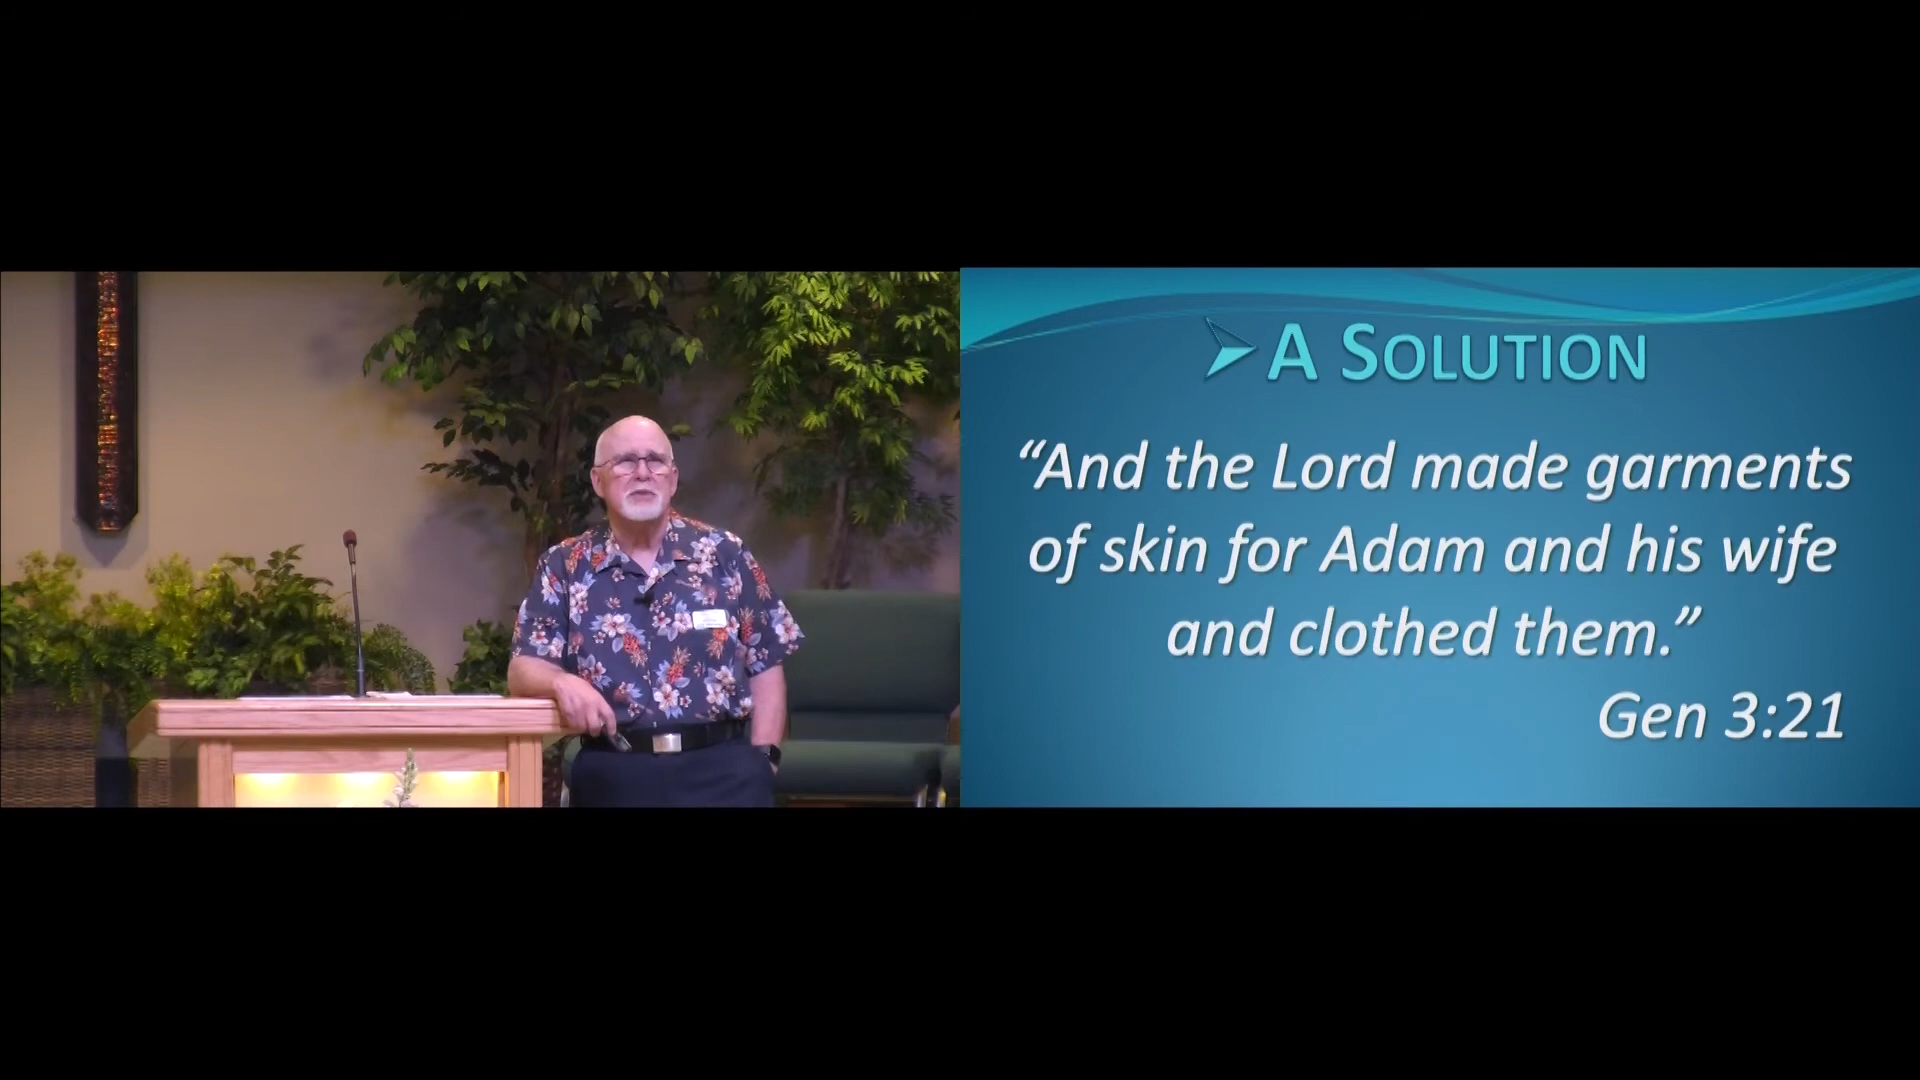 A SOLUTION
“And the Lord made garments
of skin for Adam and his wife
and clothed them.”
Gen 3:21